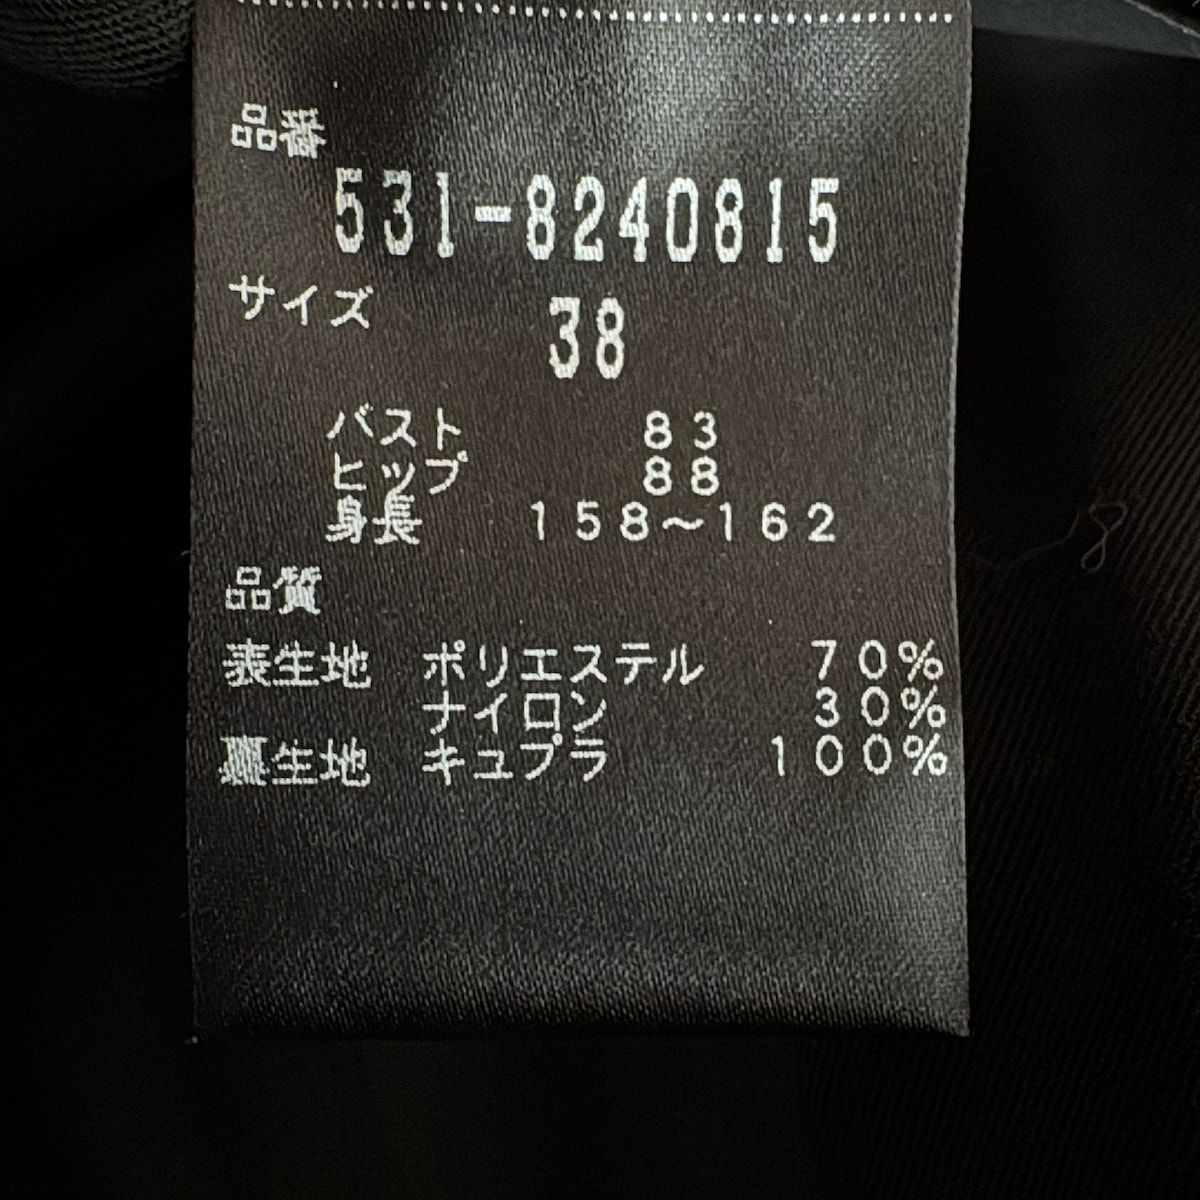 品番
531-8240815
サイズ 38
バスト 83
ヒップ 88
身長 158～162
品質
表生地 ポリエステル 70%
ナイロン 30%
裏生地 キュプラ 100%